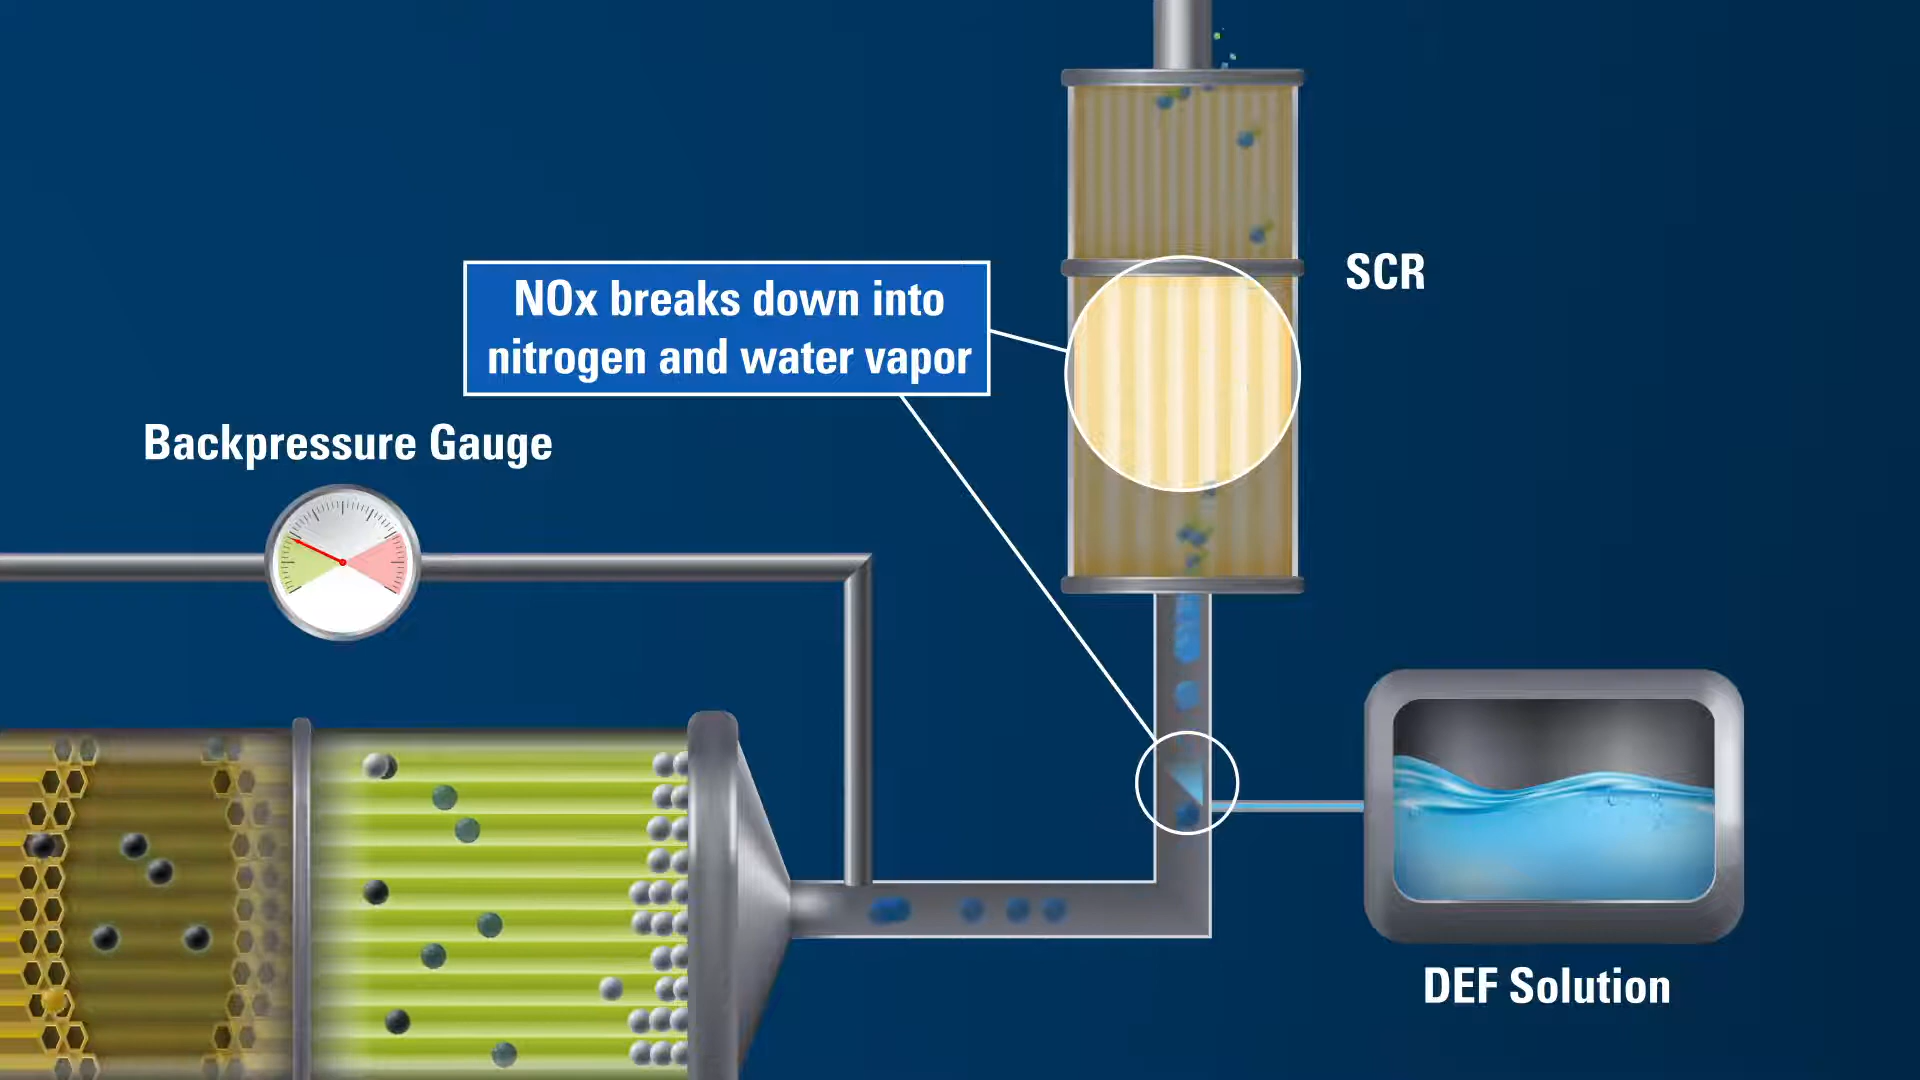 SCR
NOx breaks down into
nitrogen and water vapor
Backpressure Gauge
DEF Solution